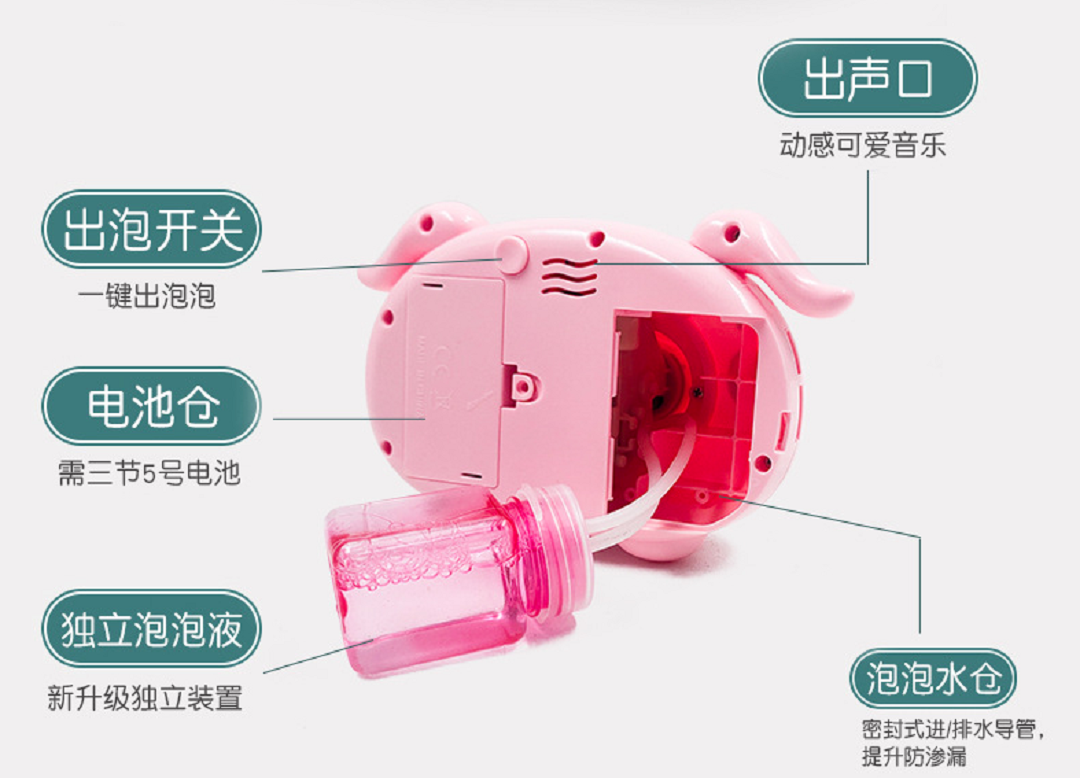 出声口
动感可爱音乐
出泡开关
一键出泡泡
电池仓
需三节5号电池
独立泡泡液
新升级独立装置
泡泡水仓
密封式进/排水导管，
提升防渗漏